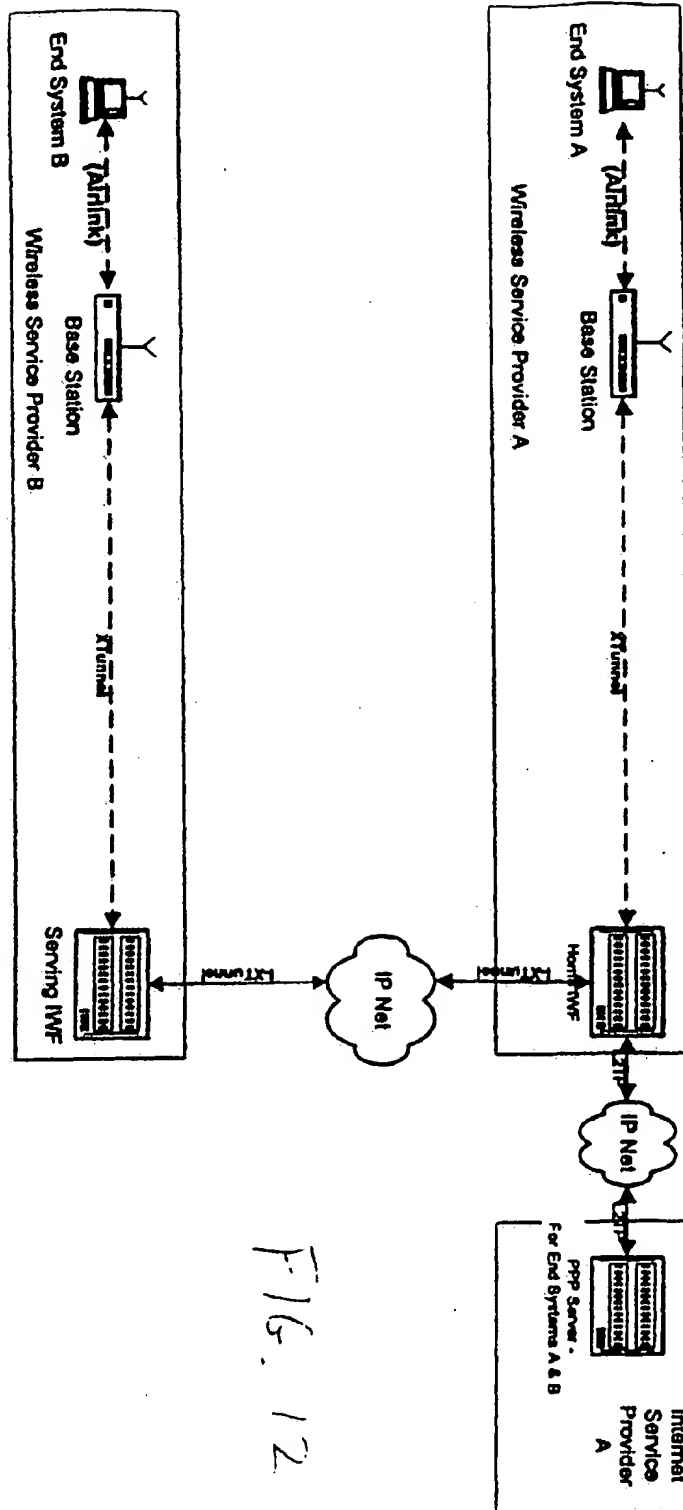 End System A
(Airlink)
Base Station
Wireless Service Provider A
XTunnel
Home IWF
L2TP
IP Net
L2TP
PPP Server -
For End Systems A & B
Internet
Service
Provider
A
I-XTunnel
IP Net
I-XTunnel
End System B
(Airlink)
Base Station
Wireless Service Provider B
XTunnel
Serving IWF
FIG. 12